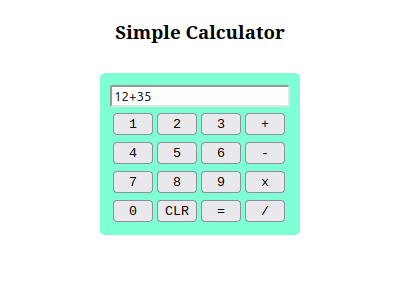 Simple Calculator
12+35
1 2 3 +
4 5 6 -
7 8 9 x
0 CLR = /